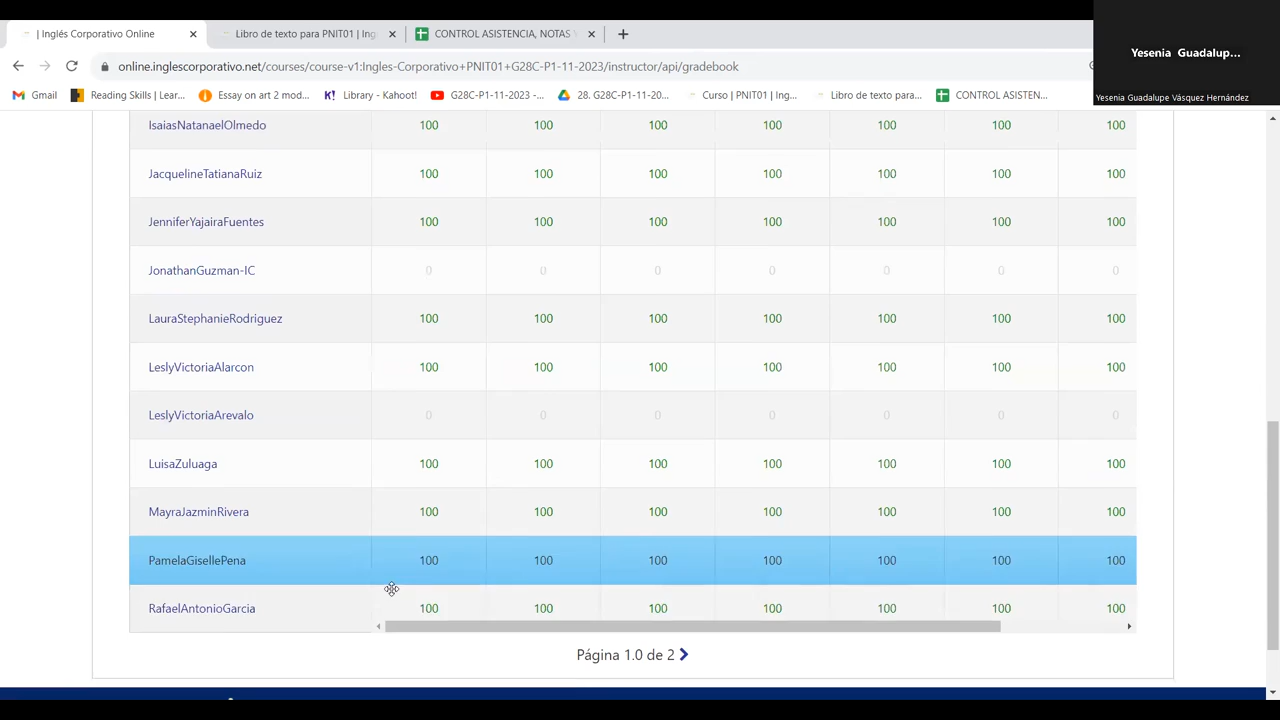 | Inglés Corporativo Online
Libro de texto para PNIT01 | Ing
CONTROL ASISTENCIA, NOTAS
Yesenia Guadalup...
online.inglescorporativo.net/courses/course-v1:Ingles-Corporativo+PNIT01+G28C-P1-11-2023/instructor/api/gradebook
Gmail Reading Skills | Lear... Essay on art 2 mod... Library - Kahoot! G28C-P1-11-2023 -... 28. G28C-P1-11-20... Curso | PNIT01 | Ing... Libro de texto para... CONTROL ASISTEN...
Yesenia Guadalupe Vásquez Hernández
IsaiasNatanaelOlmedo 100 100 100 100 100 100 100
JacquelineTatianaRuiz 100 100 100 100 100 100 100
JenniferYajairaFuentes 100 100 100 100 100 100 100
JonathanGuzman-IC 0 0 0 0 0 0 0
LauraStephanieRodriguez 100 100 100 100 100 100 100
LeslyVictoriaAlarcon 100 100 100 100 100 100 100
LeslyVictoriaArevalo 0 0 0 0 0 0 0
LuisaZuluaga 100 100 100 100 100 100 100
MayraJazminRivera 100 100 100 100 100 100 100
PamelaGisellePena 100 100 100 100 100 100 100
RafaelAntonioGarcia 100 100 100 100 100 100 100
Página 1.0 de 2